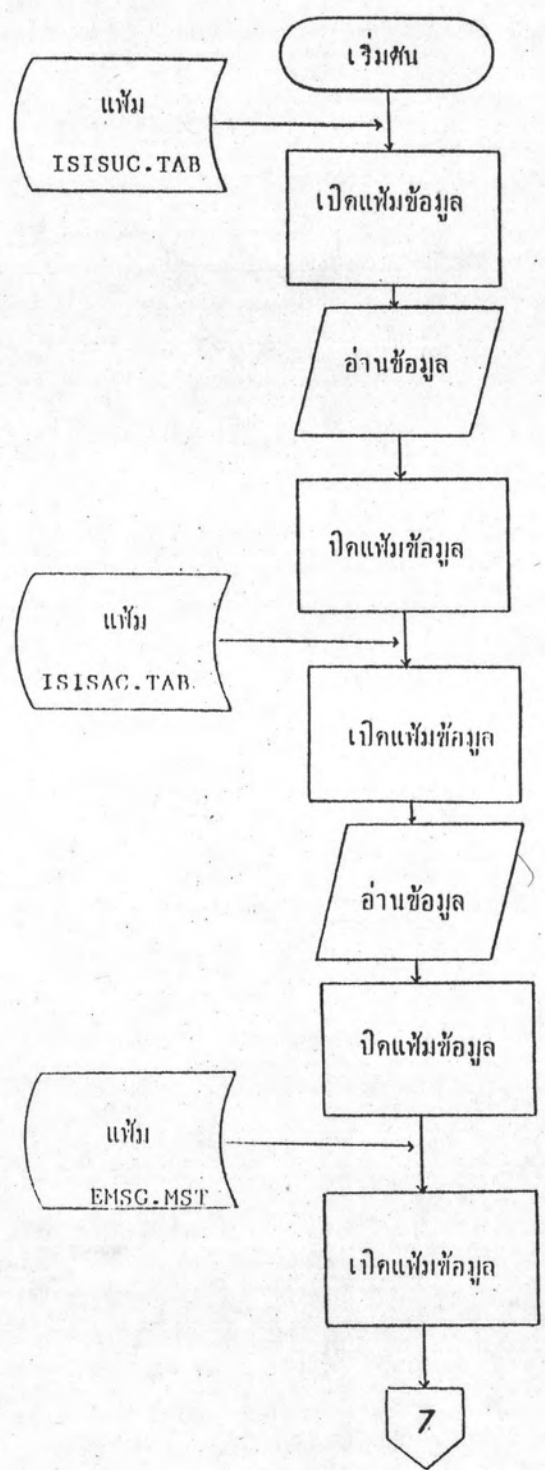 เริ่มต้น
แฟ้ม
ISISUC.TAB
เปิดแฟ้มข้อมูล
อ่านข้อมูล
ปิดแฟ้มข้อมูล
แฟ้ม
ISISAC.TAB
เปิดแฟ้มข้อมูล
อ่านข้อมูล
ปิดแฟ้มข้อมูล
แฟ้ม
EMSG.MST
เปิดแฟ้มข้อมูล
7